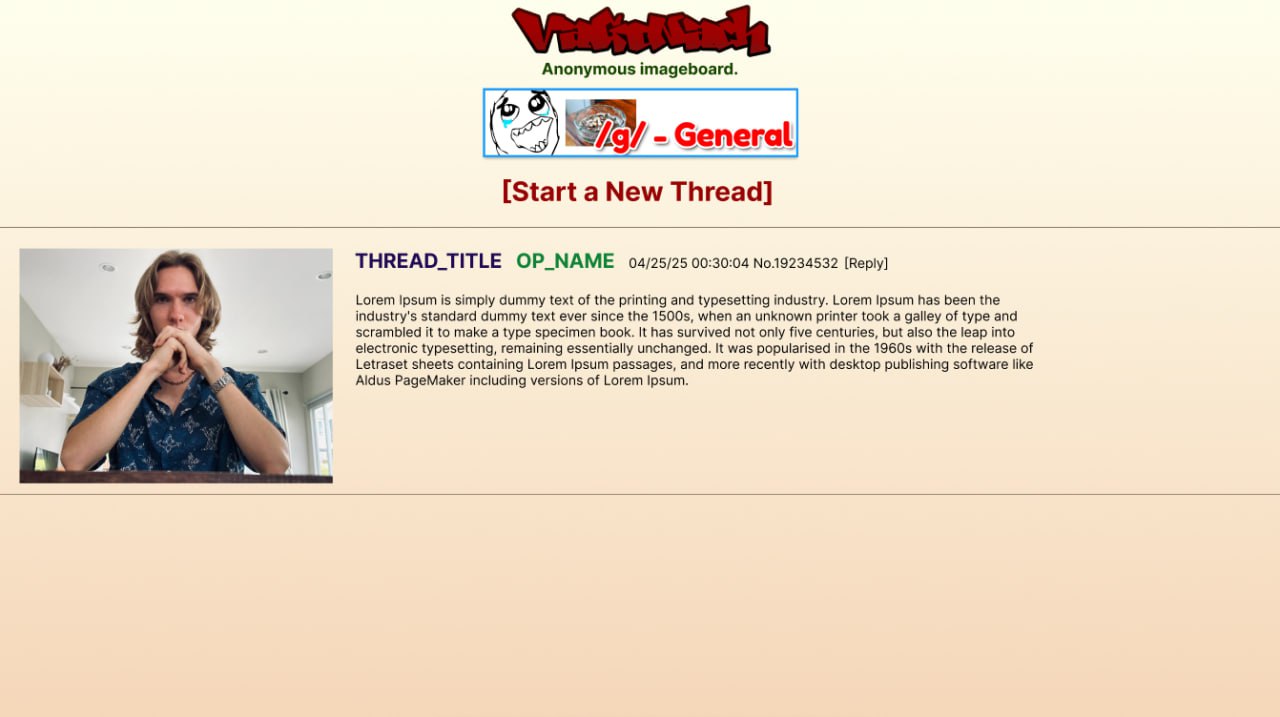 Anonymous imageboard.
/g/ - General
[Start a New Thread]
THREAD_TITLE OP_NAME 04/25/25 00:30:04 No.19234532 [Reply]
Lorem Ipsum is simply dummy text of the printing and typesetting industry. Lorem Ipsum has been the
industry's standard dummy text ever since the 1500s, when an unknown printer took a galley of type and
scrambled it to make a type specimen book. It has survived not only five centuries, but also the leap into
electronic typesetting, remaining essentially unchanged. It was popularised in the 1960s with the release of
Letraset sheets containing Lorem Ipsum passages, and more recently with desktop publishing software like
Aldus PageMaker including versions of Lorem Ipsum.